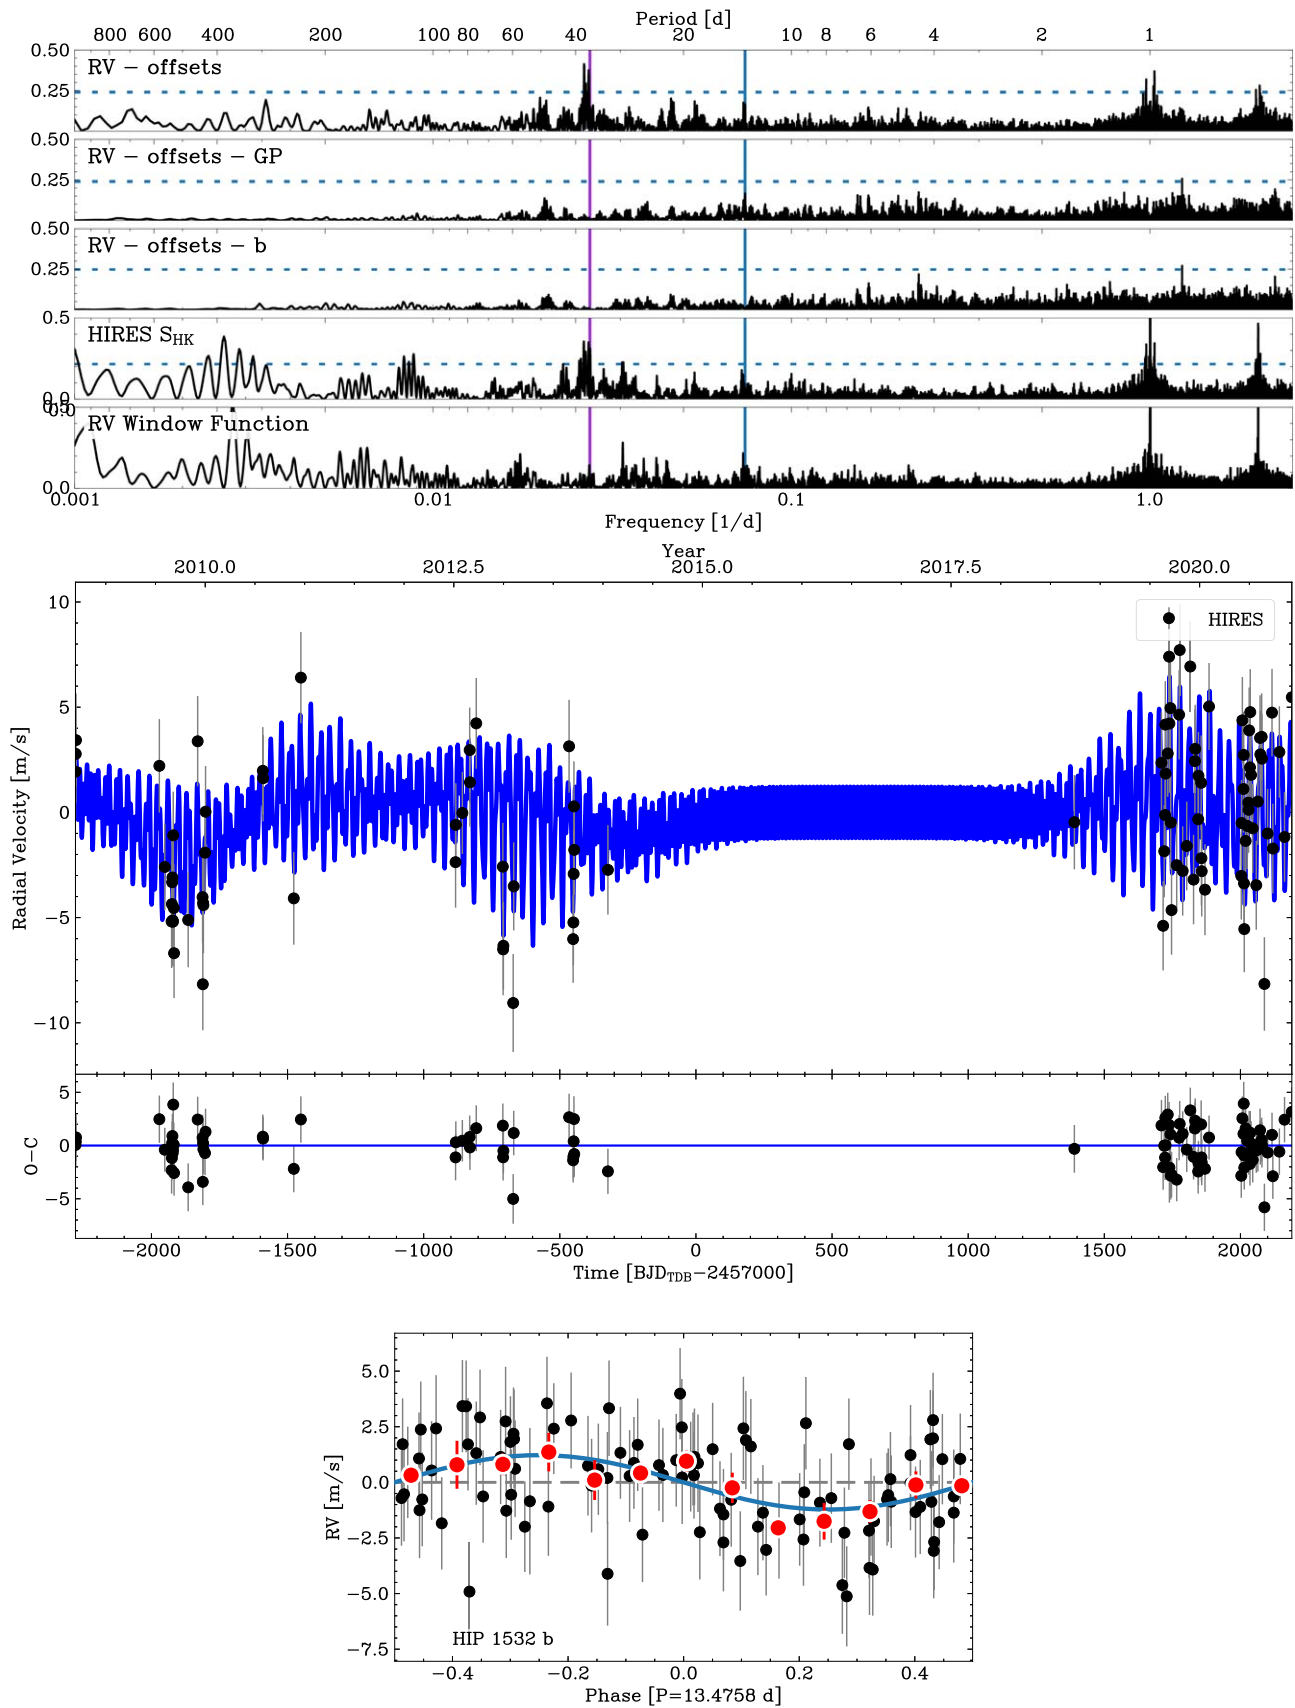 Period [d]
800 600 400 200 100 80 60 40 20 10 8 6 4 2 1
0.50
RV − offsets
0.25
0.50
RV − offsets − GP
0.25
0.50
RV − offsets − b
0.25
0.5
HIRES S_HK
0.0
0.5
RV Window Function
0.0
0.001 0.01 0.1 1.0
Frequency [1/d]
Year
2010.0 2012.5 2015.0 2017.5 2020.0
10
HIRES
5
0
−5
−10
Radial Velocity [m/s]
5
0
−5
O−C
−2000 −1500 −1000 −500 0 500 1000 1500 2000
Time [BJD_TDB−2457000]
5.0
2.5
0.0
−2.5
−5.0
−7.5
RV [m/s]
HIP 1532 b
−0.4 −0.2 0.0 0.2 0.4
Phase [P=13.4758 d]